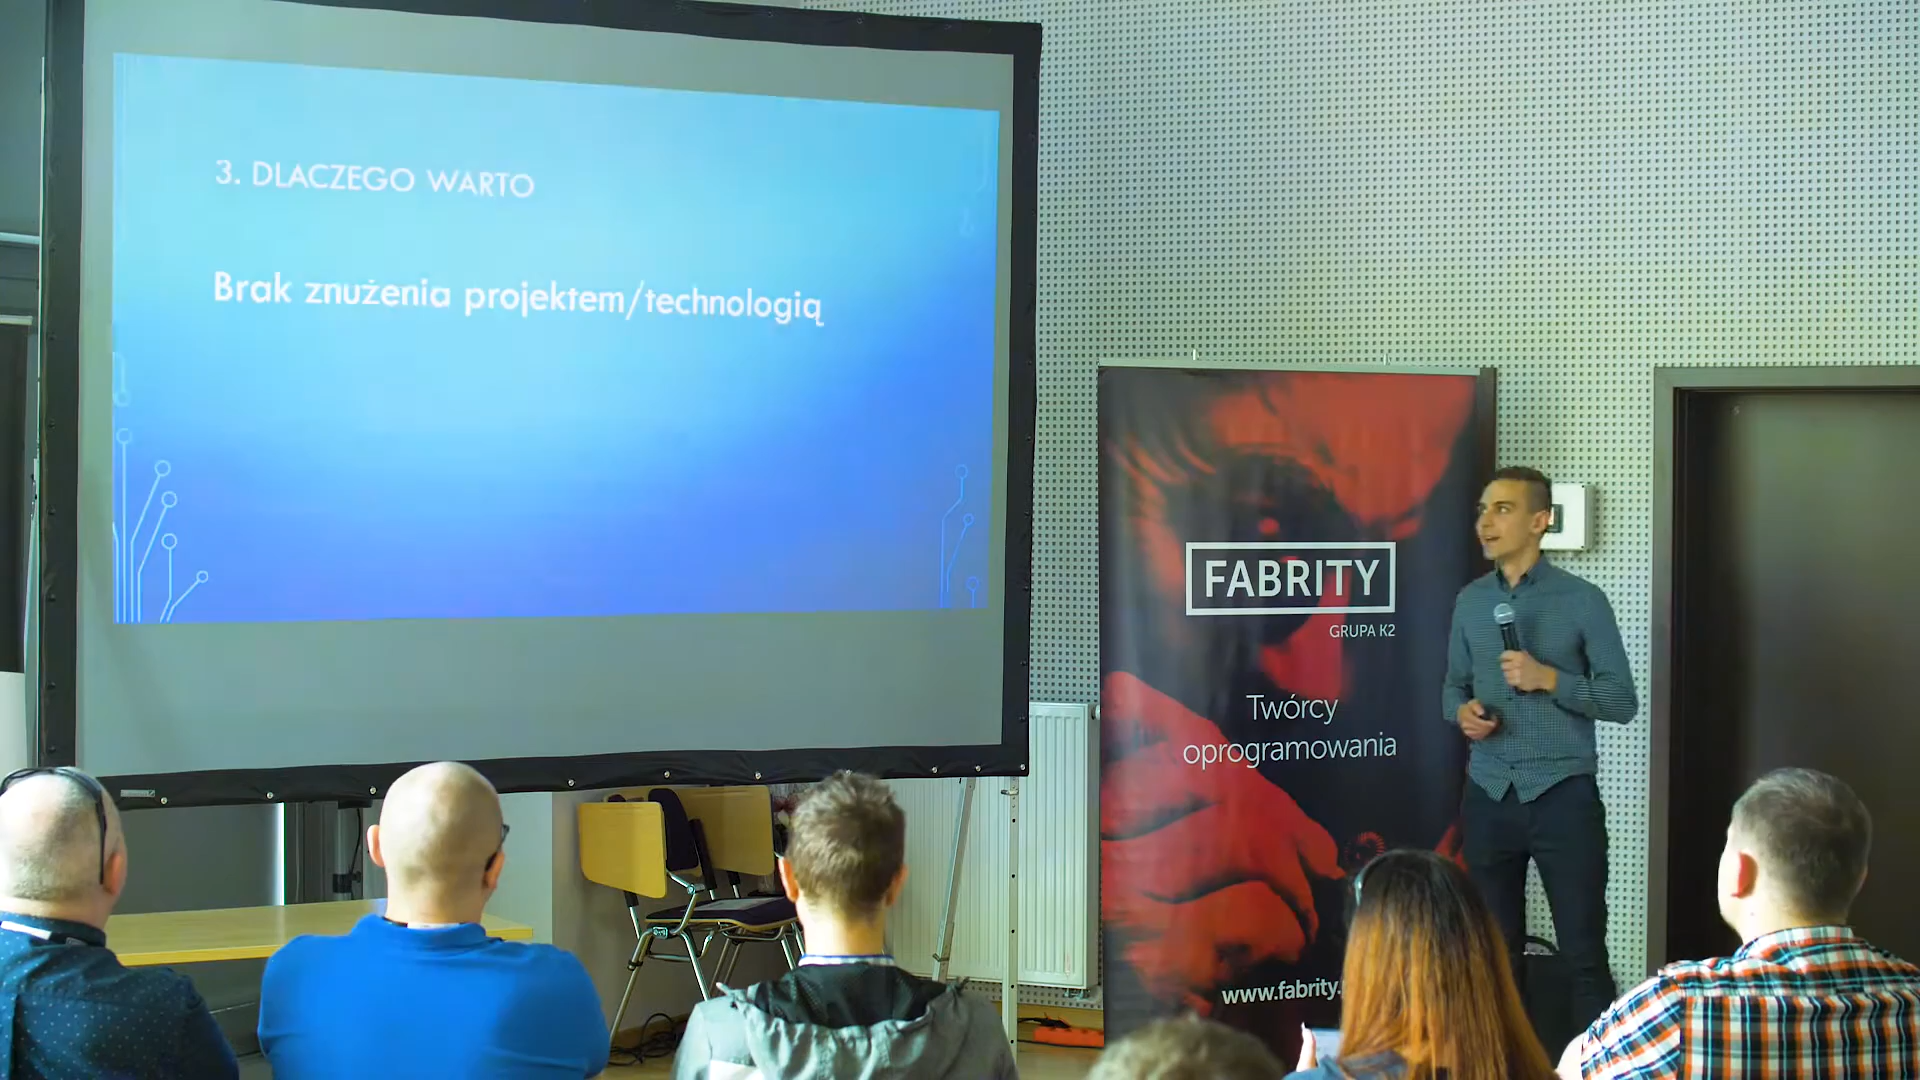 3. DLACZEGO WARTO
Brak znużenia projektem/technologią
FABRITY
GRUPA K2
Twórcy
oprogramowania
www.fabrity.